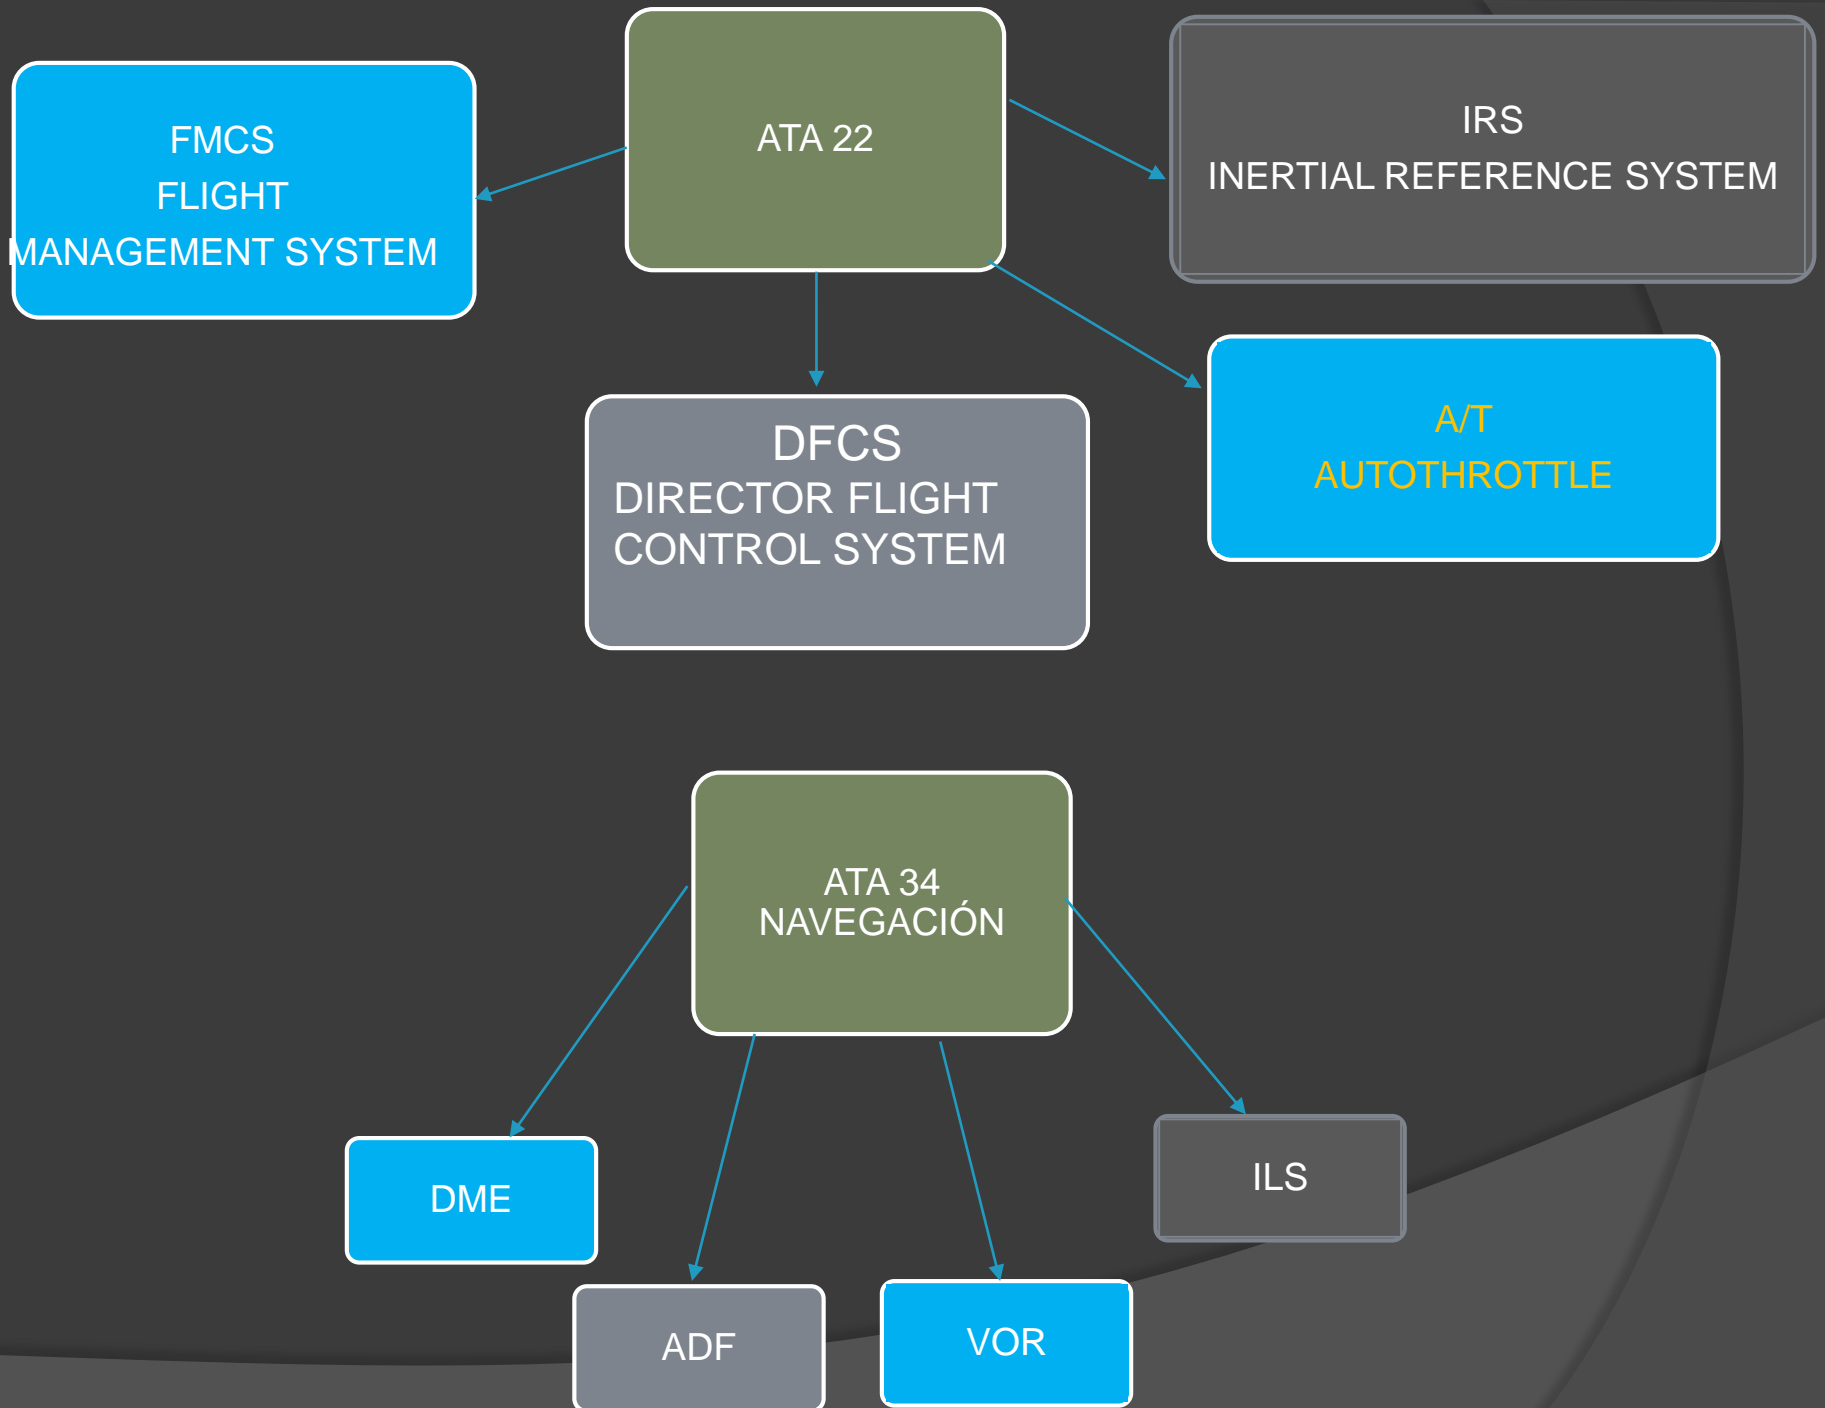 FMCS
FLIGHT
MANAGEMENT SYSTEM
ATA 22
IRS
INERTIAL REFERENCE SYSTEM
DFCS
DIRECTOR FLIGHT
CONTROL SYSTEM
A/T
AUTOTHROTTLE
ATA 34
NAVEGACIÓN
DME
ADF
VOR
ILS